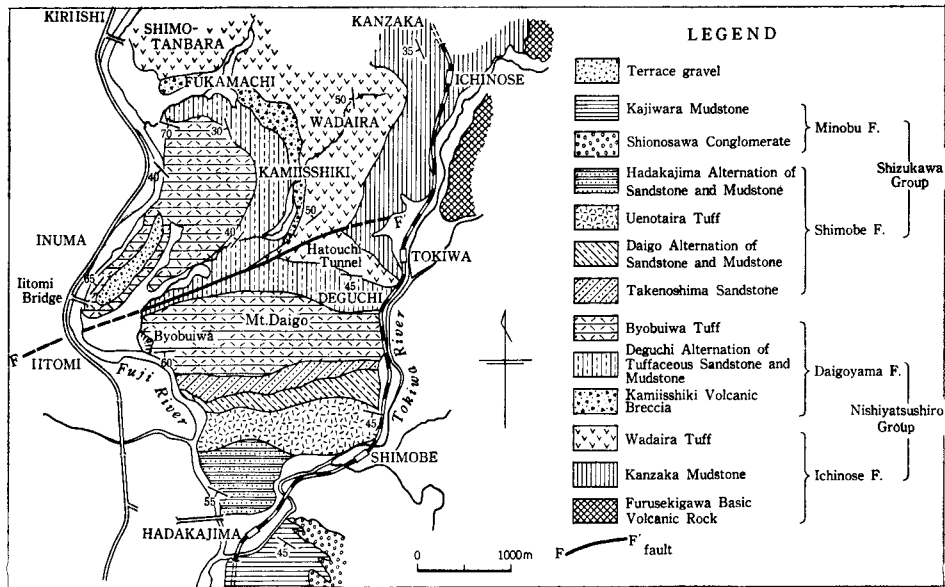 KIRIISHI
SHIMO-
TANBARA
FUKAMACHI
KANZAKA
35
ICHINOSE
50
WADAIRA
70
30
KAMIISSHIKI
40
50
40
F'
INUMA
Hatouchi
Tunnel
TOKIWA
65
Iitomi
Bridge
45
DEGUCHI
Mt.Daigo
Byobuiwa
F
IITOMI
60
Fuji
River
Tokiwa River
45
SHIMOBE
55
HADAKAJIMA
45
0 1000m
LEGEND
Terrace gravel
Kajiwara Mudstone
Shionosawa Conglomerate
Minobu F.
Hadakajima Alternation of
Sandstone and Mudstone
Uenotaira Tuff
Daigo Alternation of
Sandstone and Mudstone
Takenoshima Sandstone
Shimobe F.
Shizukawa
Group
Byobuiwa Tuff
Deguchi Alternation of
Tuffaceous Sandstone and
Mudstone
Kamiisshiki Volcanic
Breccia
Daigoyama F.
Wadaira Tuff
Kanzaka Mudstone
Furusekigawa Basic
Volcanic Rock
Ichinose F.
Nishiyatsushiro
Group
F F'
fault